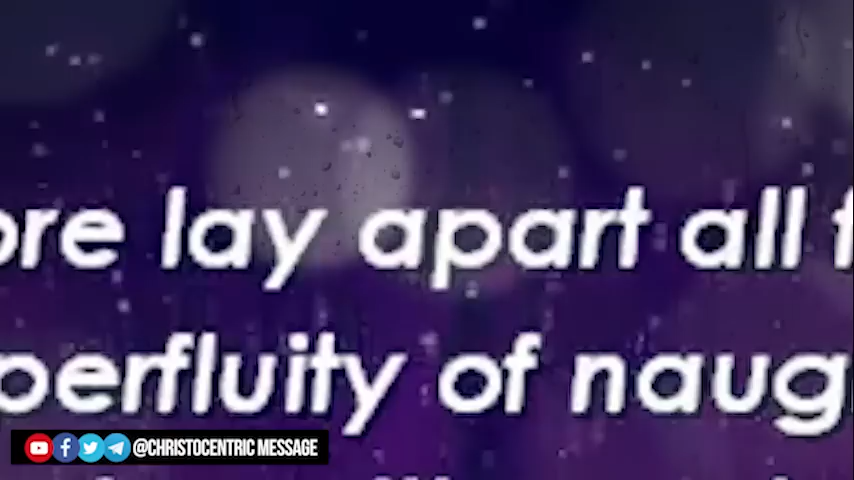 ore lay apart all f
perfluity of naug
@CHRISTOCENTRIC MESSAGE